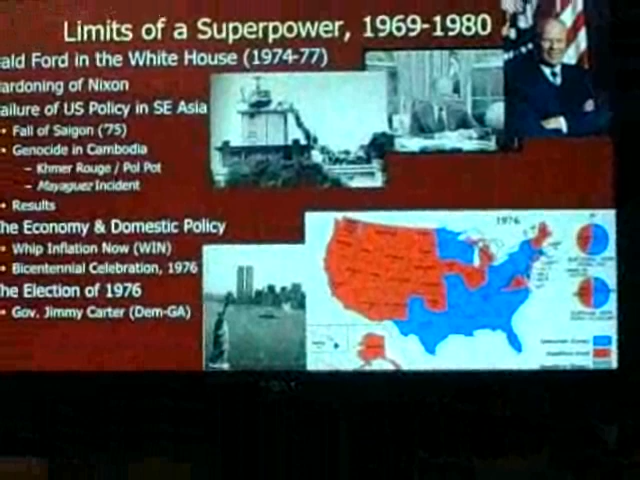 Limits of a Superpower, 1969-1980
ald Ford in the White House (1974-77)
ardoning of Nixon
ailure of US Policy in SE Asia
• Fall of Saigon ('75)
• Genocide in Cambodia
– Khmer Rouge / Pol Pot
– Mayaguez Incident
• Results
he Economy & Domestic Policy
• Whip Inflation Now (WIN)
• Bicentennial Celebration, 1976
he Election of 1976
• Gov. Jimmy Carter (Dem-GA)
1976